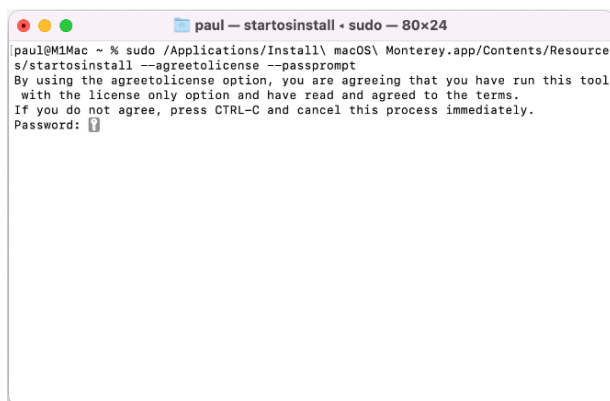 paul — startosinstall ◂ sudo — 80×24
[paul@M1Mac ~ % sudo /Applications/Install\ macOS\ Monterey.app/Contents/Resource
s/startosinstall --agreetolicense --passprompt
By using the agreetolicense option, you are agreeing that you have run this tool
with the license only option and have read and agreed to the terms.
If you do not agree, press CTRL-C and cancel this process immediately.
Password: